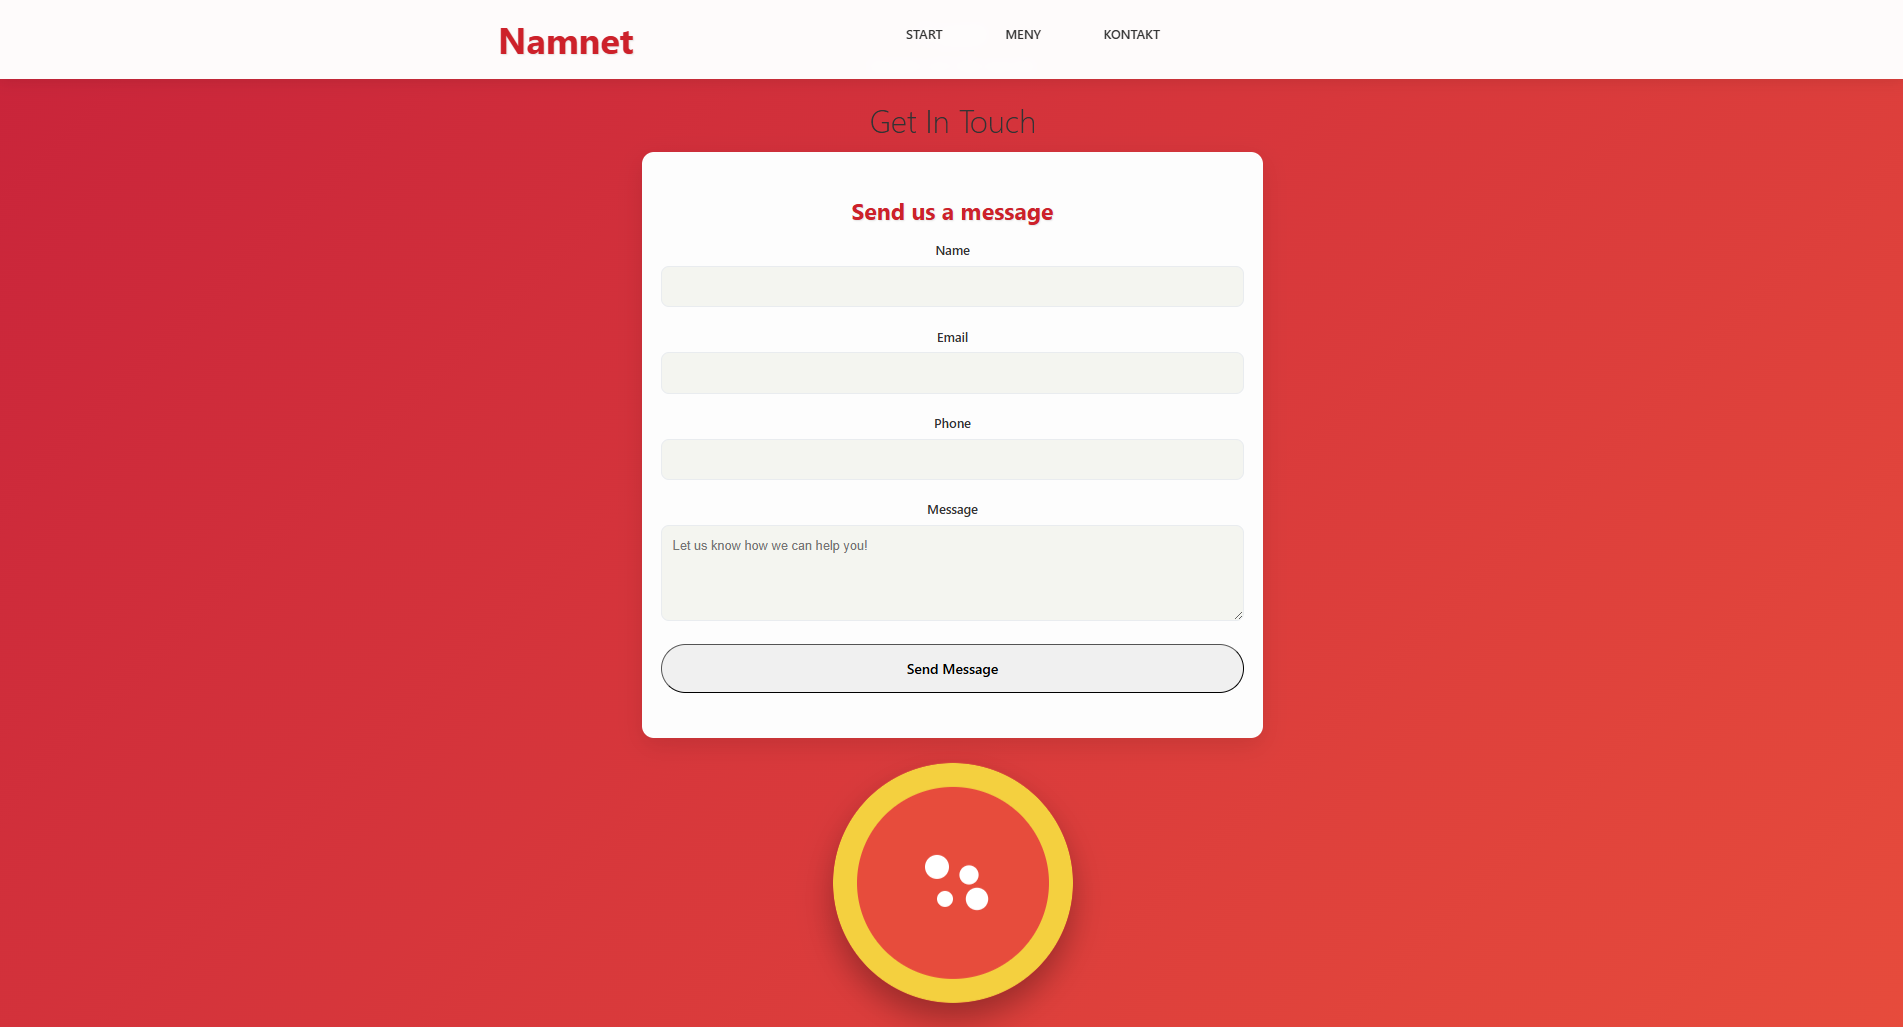 Namnet
START MENY KONTAKT
Get In Touch
Send us a message
Name
Email
Phone
Message
Let us know how we can help you!
Send Message